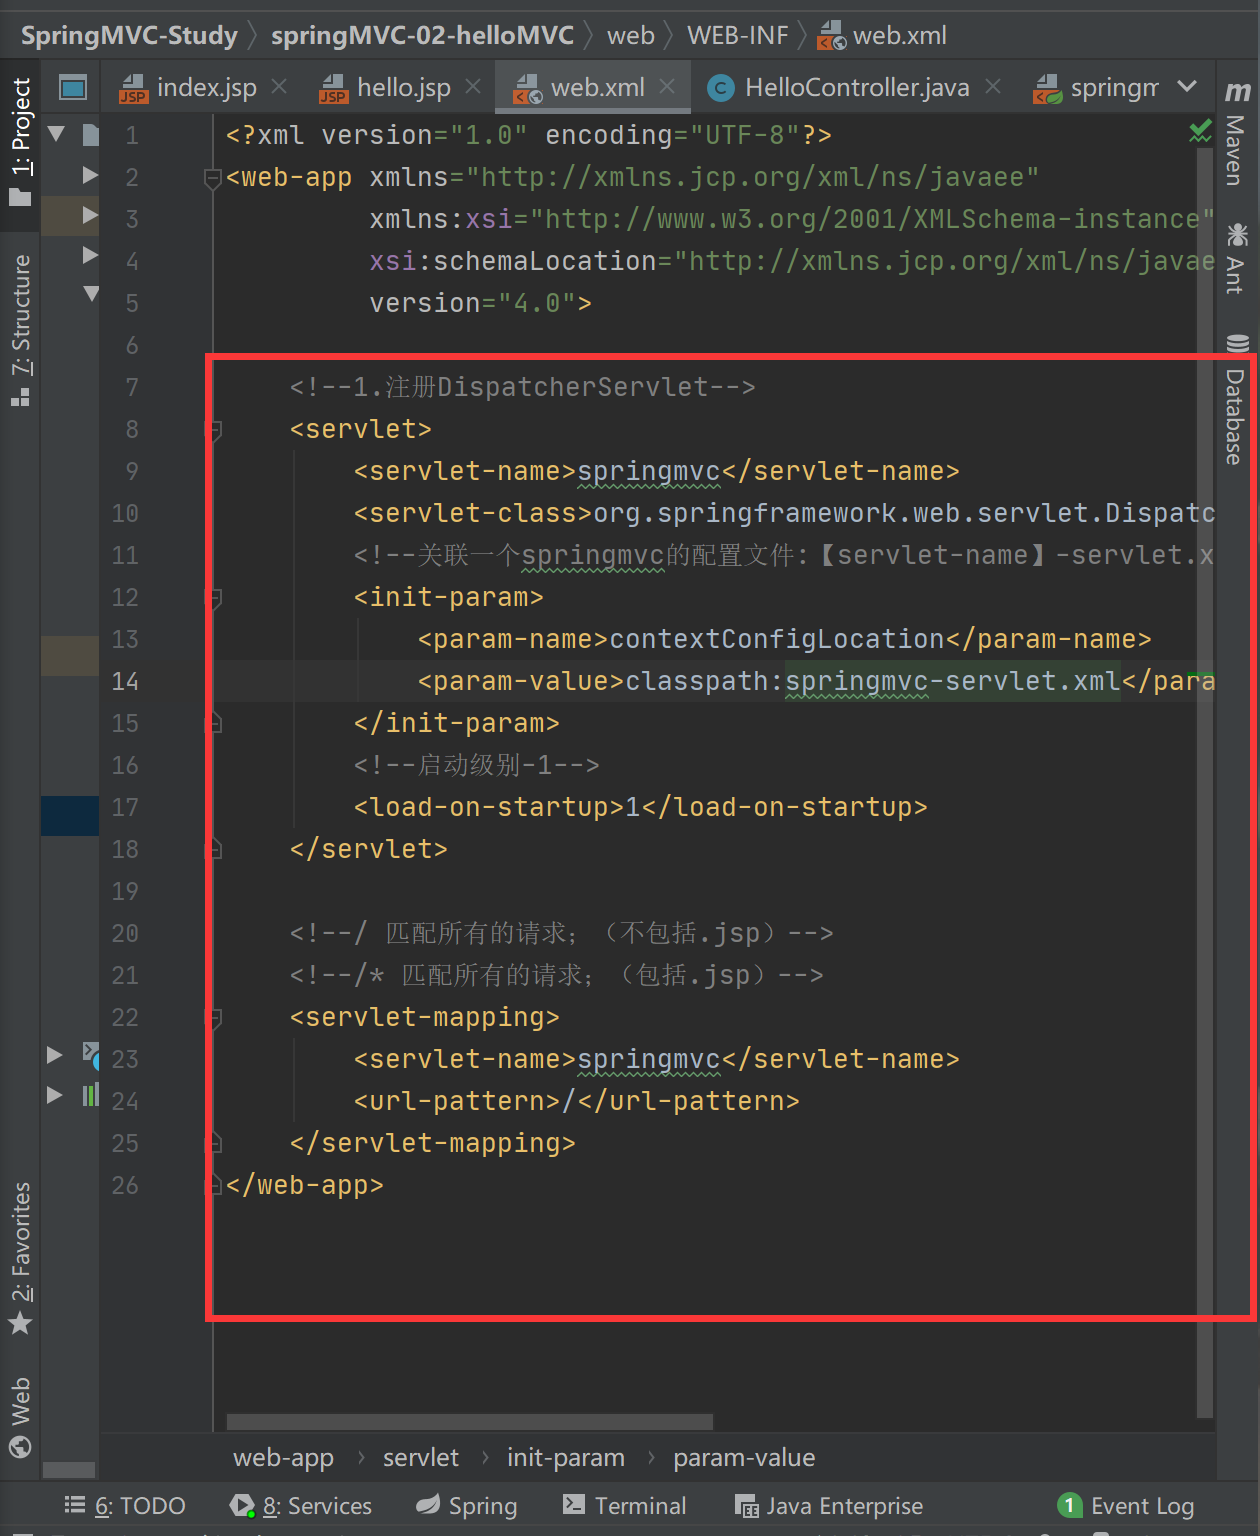 SpringMVC-Study springMVC-02-helloMVC web WEB-INF web.xml
index.jsp hello.jsp web.xml HelloController.java springm
1: Project
7: Structure
2: Favorites
Web
1 <?xml version="1.0" encoding="UTF-8"?>
2 <web-app xmlns="http://xmlns.jcp.org/xml/ns/javaee"
3 xmlns:xsi="http://www.w3.org/2001/XMLSchema-instance"
4 xsi:schemaLocation="http://xmlns.jcp.org/xml/ns/javae
5 version="4.0">
6
7 <!--1.注册DispatcherServlet-->
8 <servlet>
9 <servlet-name>springmvc</servlet-name>
10 <servlet-class>org.springframework.web.servlet.Dispatc
11 <!--关联一个springmvc的配置文件:【servlet-name】-servlet.x
12 <init-param>
13 <param-name>contextConfigLocation</param-name>
14 <param-value>classpath:springmvc-servlet.xml</para
15 </init-param>
16 <!--启动级别-1-->
17 <load-on-startup>1</load-on-startup>
18 </servlet>
19
20 <!--/ 匹配所有的请求；（不包括.jsp）-->
21 <!--/* 匹配所有的请求；（包括.jsp）-->
22 <servlet-mapping>
23 <servlet-name>springmvc</servlet-name>
24 <url-pattern>/</url-pattern>
25 </servlet-mapping>
26 </web-app>
m Maven
Ant
Database
web-app › servlet › init-param › param-value
6: TODO 8: Services Spring Terminal Java Enterprise 1 Event Log